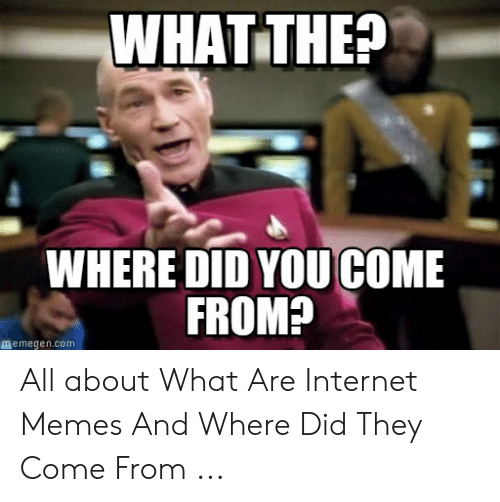 WHAT THE?
WHERE DID YOU COME
FROM?
memegen.com
All about What Are Internet
Memes And Where Did They
Come From ...